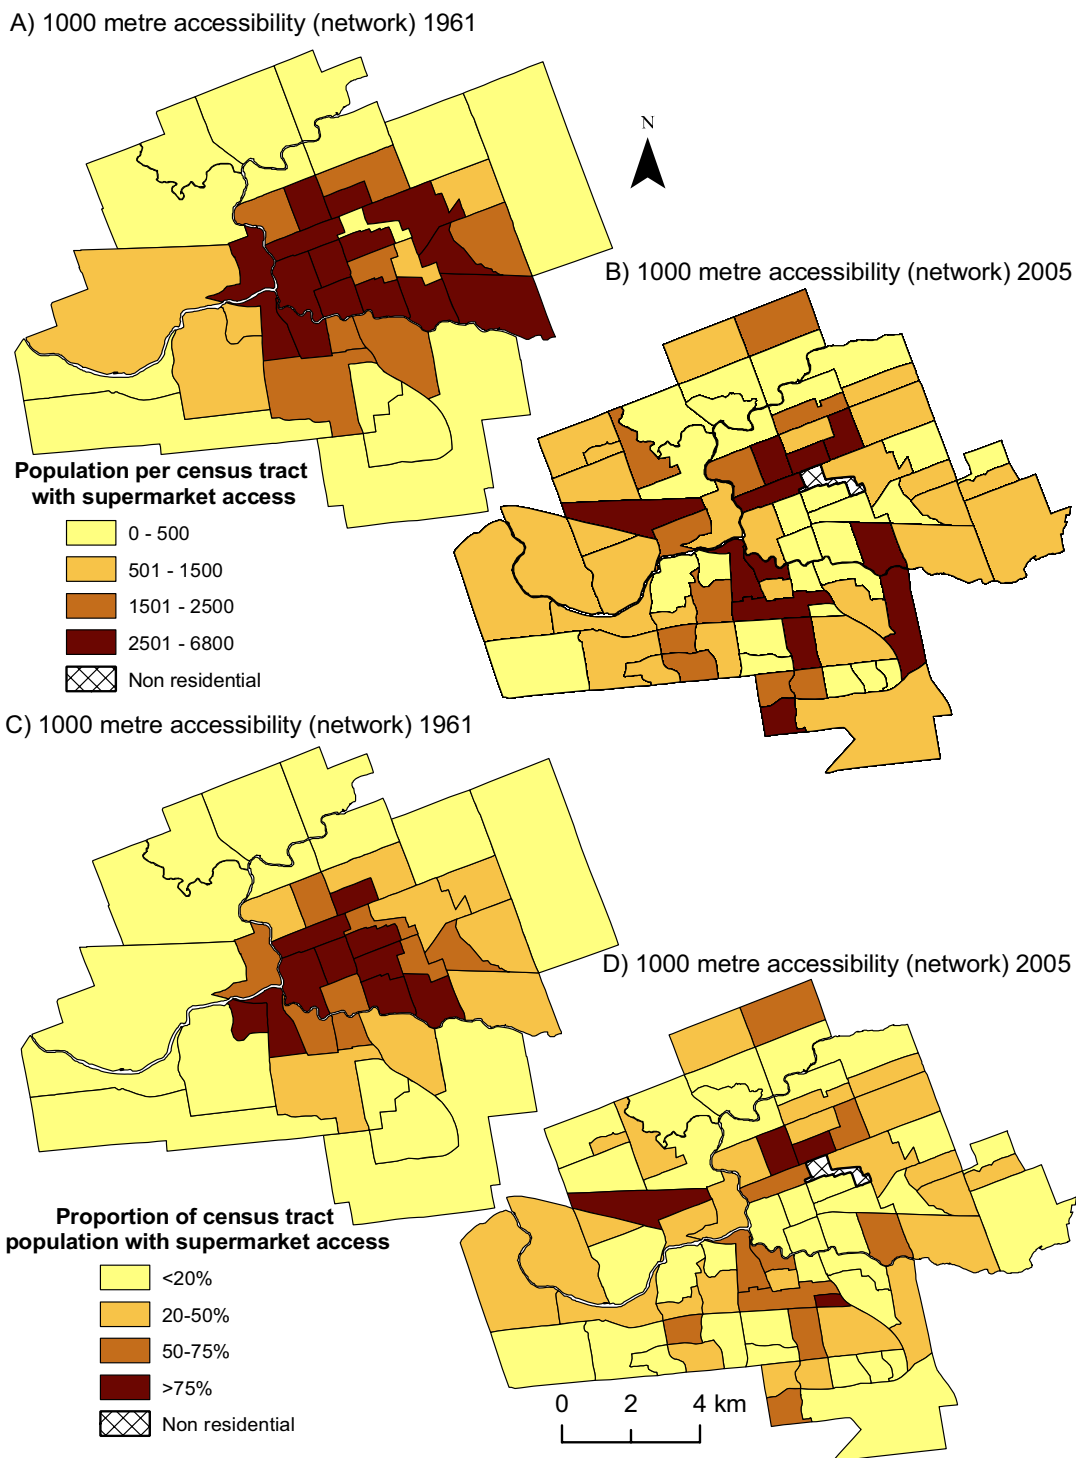 A) 1000 metre accessibility (network) 1961
N
B) 1000 metre accessibility (network) 2005
Population per census tract
with supermarket access
0 - 500
501 - 1500
1501 - 2500
2501 - 6800
Non residential
C) 1000 metre accessibility (network) 1961
D) 1000 metre accessibility (network) 2005
Proportion of census tract
population with supermarket access
<20%
20-50%
50-75%
>75%
Non residential
0 2 4 km